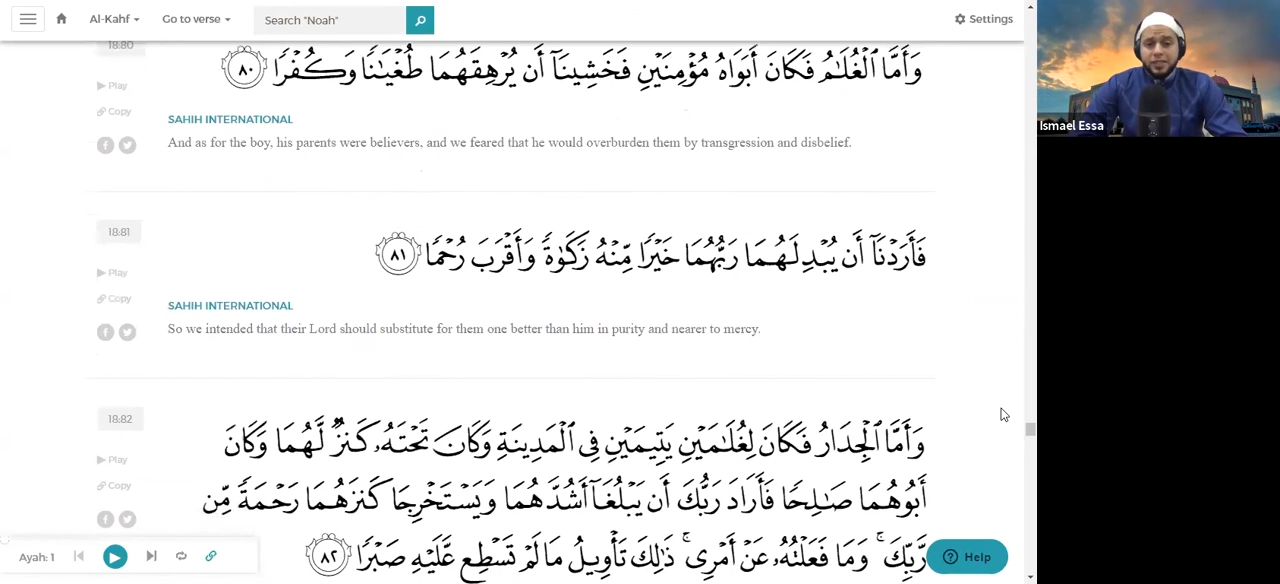 Al-Kahf
Go to verse
Search "Noah"
Settings
18:80
وَأَمَّا ٱلْغُلَٰمُ فَكَانَ أَبَوَاهُ مُؤْمِنَيْنِ فَخَشِينَآ أَن يُرْهِقَهُمَا طُغْيَٰنًا وَكُفْرًا ٨٠
Play
Copy
SAHIH INTERNATIONAL
And as for the boy, his parents were believers, and we feared that he would overburden them by transgression and disbelief.
18:81
فَأَرَدْنَآ أَن يُبْدِلَهُمَا رَبُّهُمَا خَيْرًا مِّنْهُ زَكَوٰةً وَأَقْرَبَ رُحْمًا ٨١
Play
Copy
SAHIH INTERNATIONAL
So we intended that their Lord should substitute for them one better than him in purity and nearer to mercy.
18:82
وَأَمَّا ٱلْجِدَارُ فَكَانَ لِغُلَٰمَيْنِ يَتِيمَيْنِ فِى ٱلْمَدِينَةِ وَكَانَ تَحْتَهُۥ كَنزٌ لَّهُمَا وَكَانَ
أَبُوهُمَا صَٰلِحًا فَأَرَادَ رَبُّكَ أَن يَبْلُغَآ أَشُدَّهُمَا وَيَسْتَخْرِجَا كَنزَهُمَا رَحْمَةً مِّن
رَّبِّكَ ۚ وَمَا فَعَلْتُهُۥ عَنْ أَمْرِى ۚ ذَٰلِكَ تَأْوِيلُ مَا لَمْ تَسْطِع عَّلَيْهِ صَبْرًا ٨٢
Play
Copy
Ayah: 1
Help
Ismael Essa